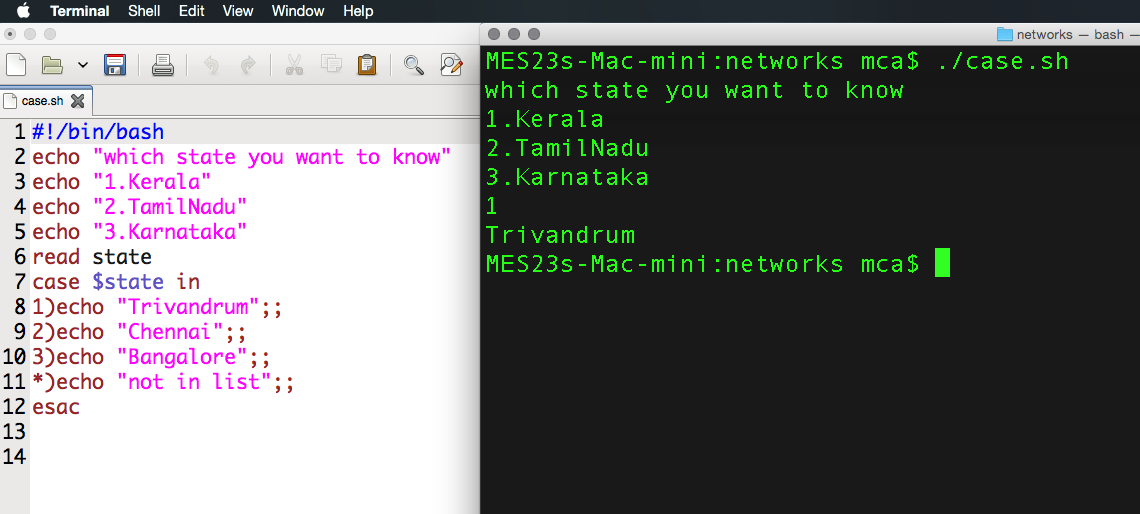 Terminal Shell Edit View Window Help
networks — bash —
case.sh
1 #!/bin/bash
2 echo "which state you want to know"
3 echo "1.Kerala"
4 echo "2.TamilNadu"
5 echo "3.Karnataka"
6 read state
7 case $state in
8 1)echo "Trivandrum";;
9 2)echo "Chennai";;
10 3)echo "Bangalore";;
11 *)echo "not in list";;
12 esac
13
14
MES23s-Mac-mini:networks mca$ ./case.sh
which state you want to know
1.Kerala
2.TamilNadu
3.Karnataka
1
Trivandrum
MES23s-Mac-mini:networks mca$